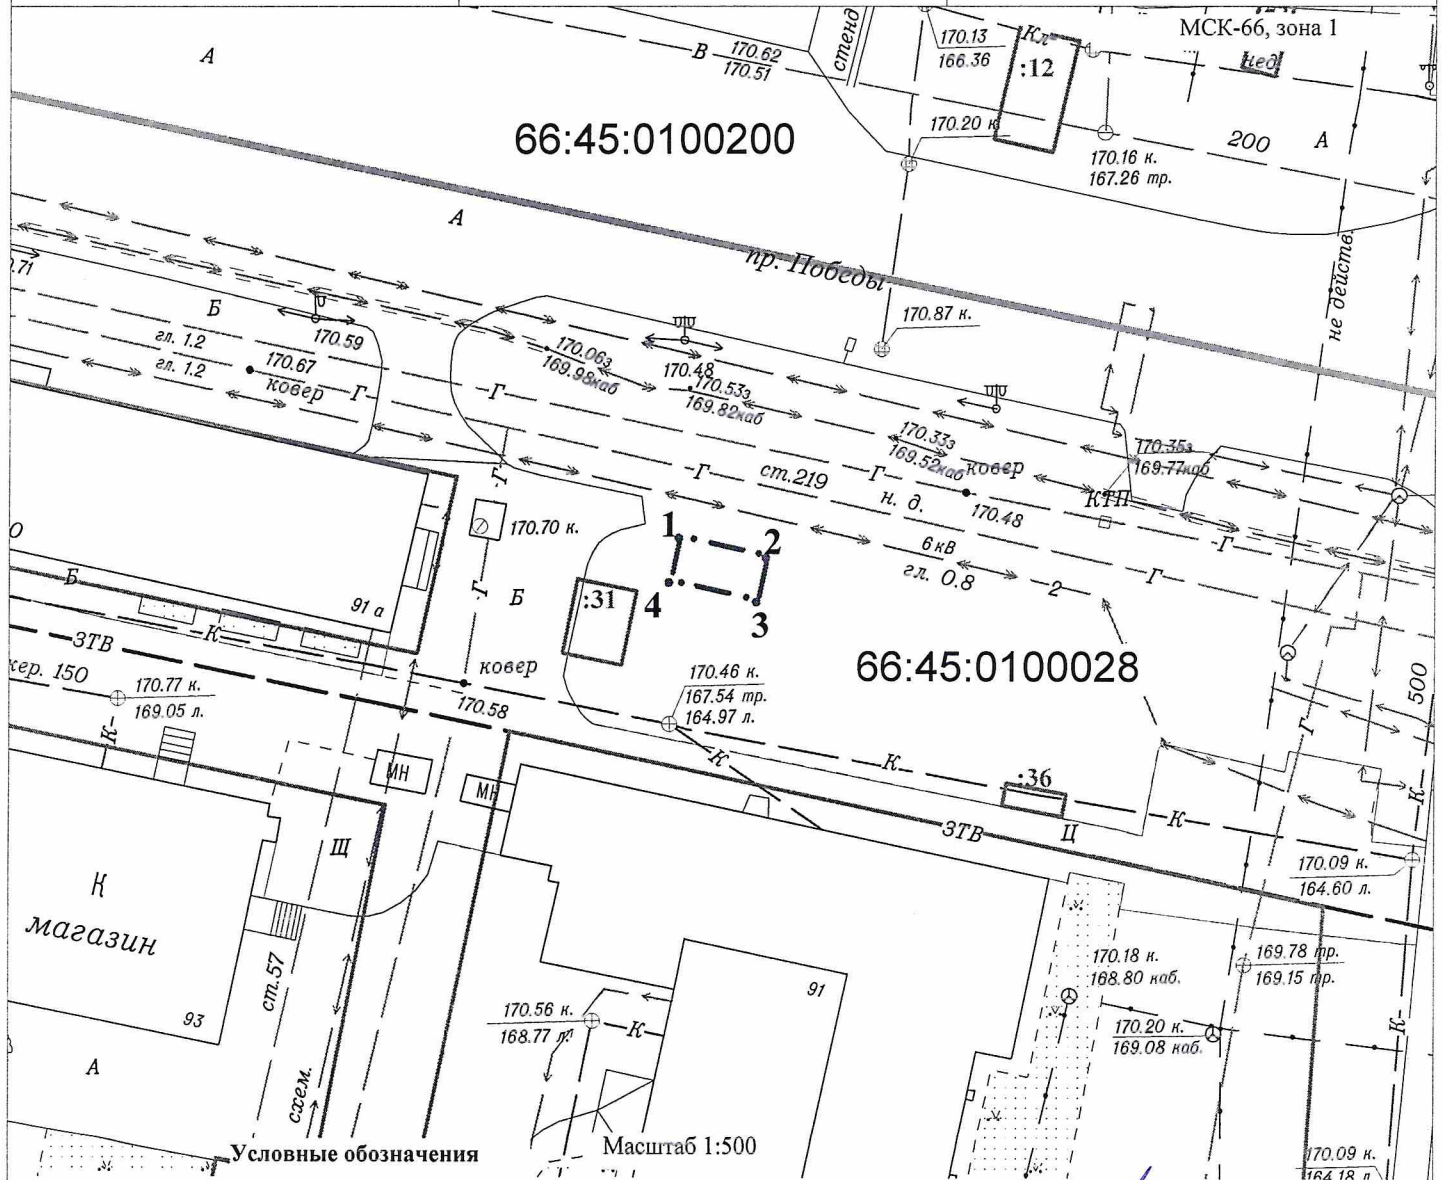 МСК-66, зона 1
А
В
170.62
170.51
стенд
170.13
166.36
Кл
:12
нед
66:45:0100200
170.20 к
170.16 к.
167.26 тр.
200
А
А
пр. Победы
не действ.
Б
гл. 1.2
гл. 1.2
170.59
170.67
ковер
Г
170.06з
169.98каб
170.48
170.53з
169.82каб
170.87 к.
Г
170.33з
169.52каб
ковер
170.35з
169.77каб
КТП
170.48
Г
ст.219
Г
н. д.
6 кВ
гл. 0.8
2
Г
Г
Г
170.70 к.
1
2
3
4
Г
Б
:31
91 а
Б
К
ЗТВ
кер. 150
170.77 к.
169.05 л.
К
ковер
170.58
66:45:0100028
170.46 к.
167.54 тр.
164.97 л.
500
Г
К
К
:36
К
К
МН
МН
ЗТВ
Ц
Щ
К
магазин
93
ст.57
170.09 к.
164.60 л.
91
170.18 к.
168.80 каб.
169.78 тр.
169.15 тр.
170.56 к.
168.77 л.
К
170.20 к.
169.08 каб.
К
А
схем.
Условные обозначения
Масштаб 1:500
170.09 к.
164.18 л